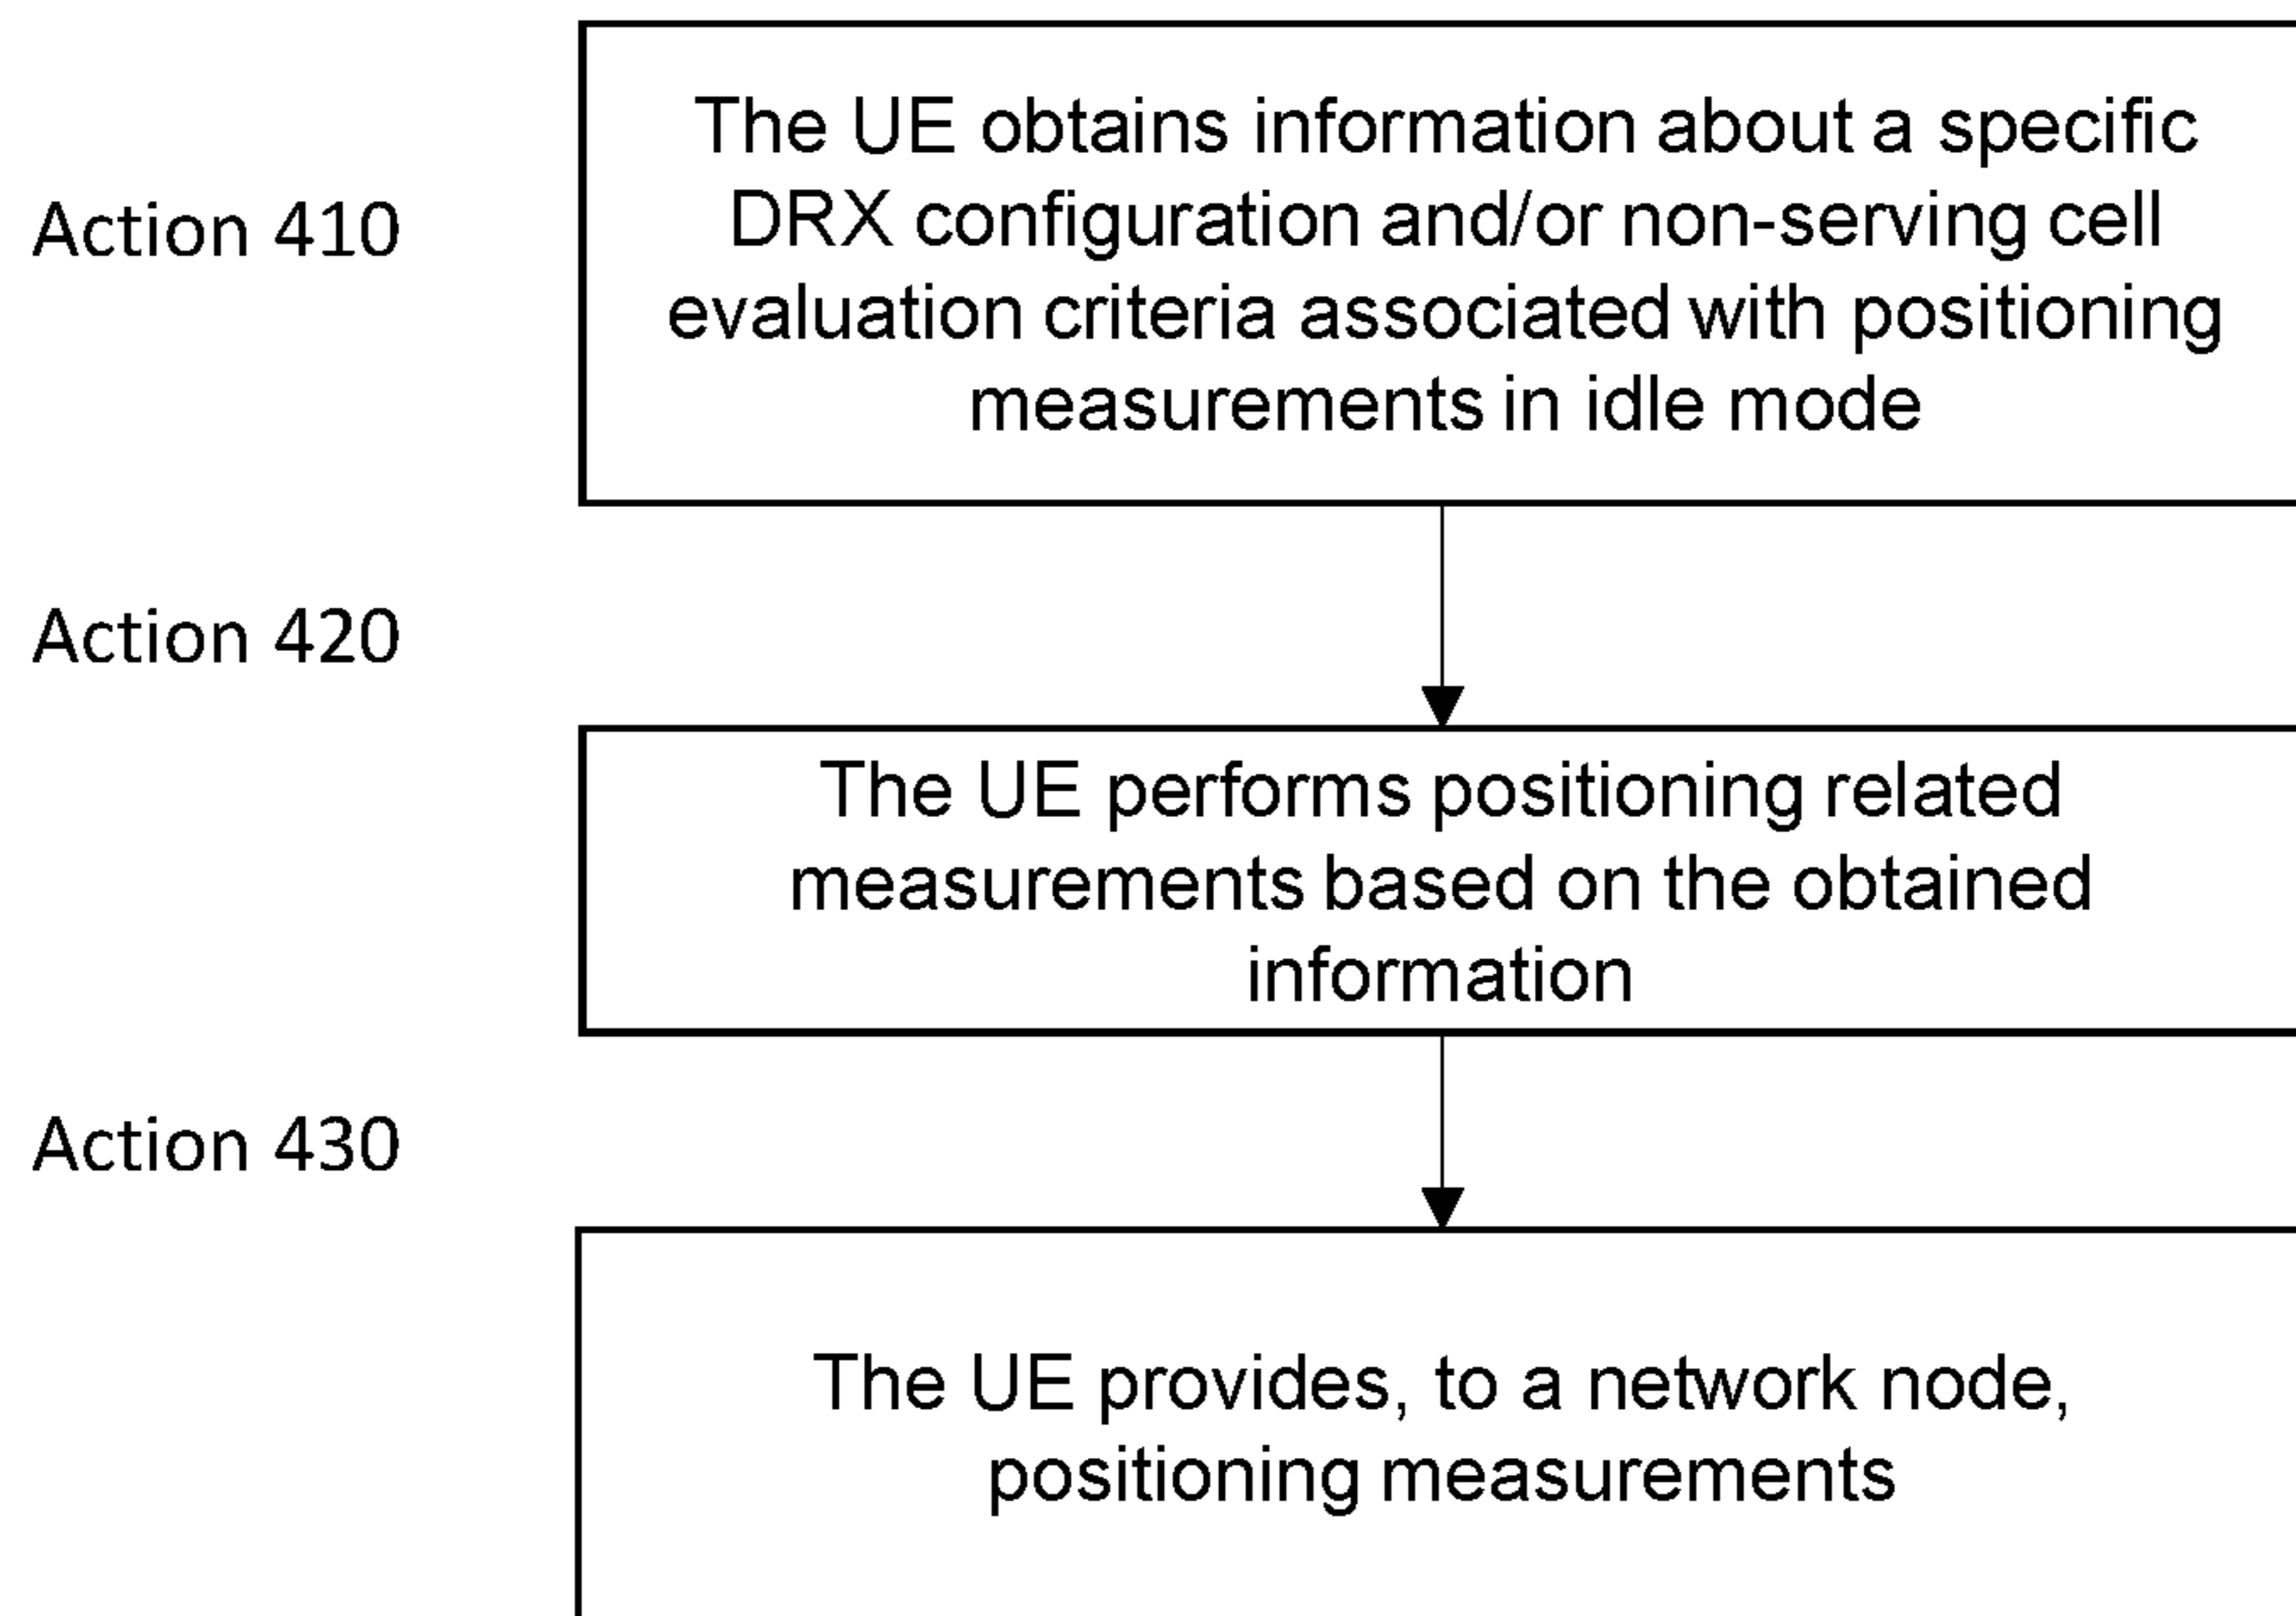 Action 410
The UE obtains information about a specific
DRX configuration and/or non-serving cell
evaluation criteria associated with positioning
measurements in idle mode
Action 420
The UE performs positioning related
measurements based on the obtained
information
Action 430
The UE provides, to a network node,
positioning measurements